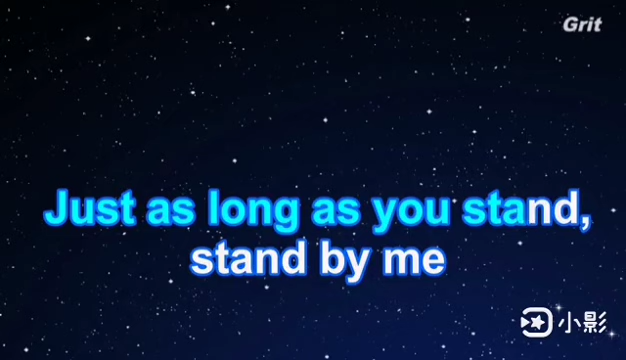 Grit
Just as long as you stand,
stand by me
小影